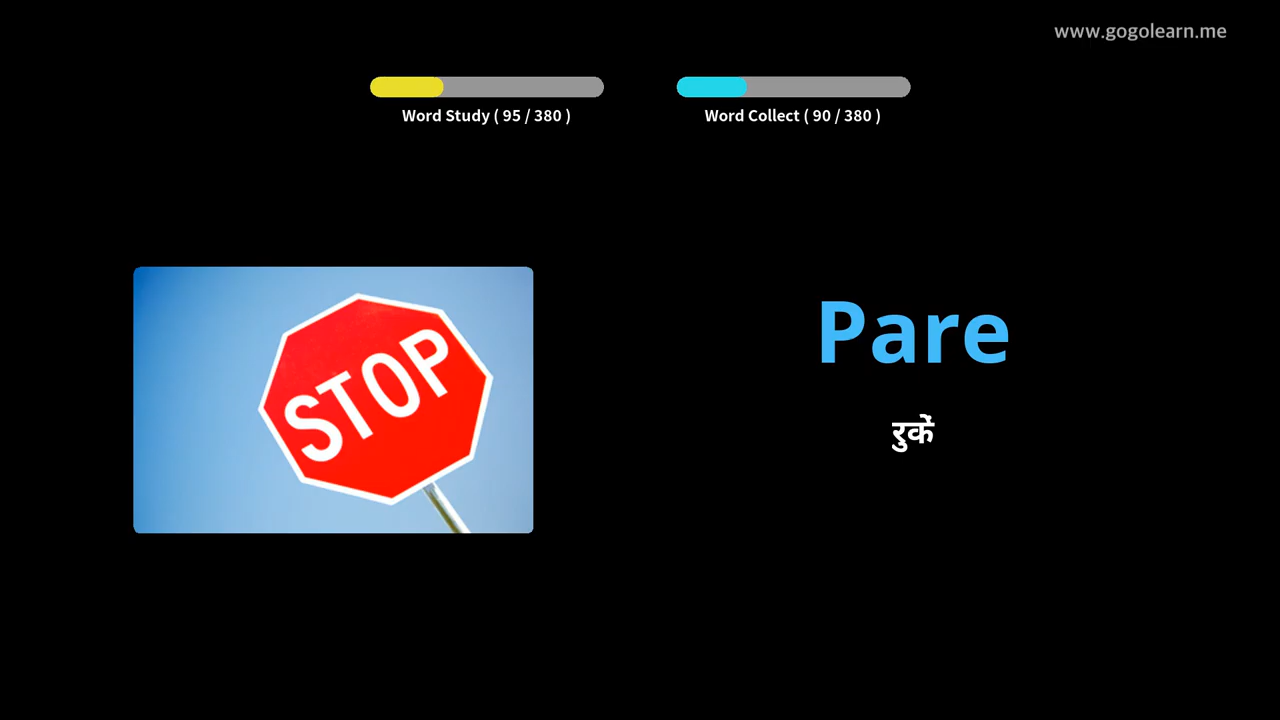 www.gogolearn.me
Word Study ( 95 / 380 )
Word Collect ( 90 / 380 )
STOP
Pare
रुकें